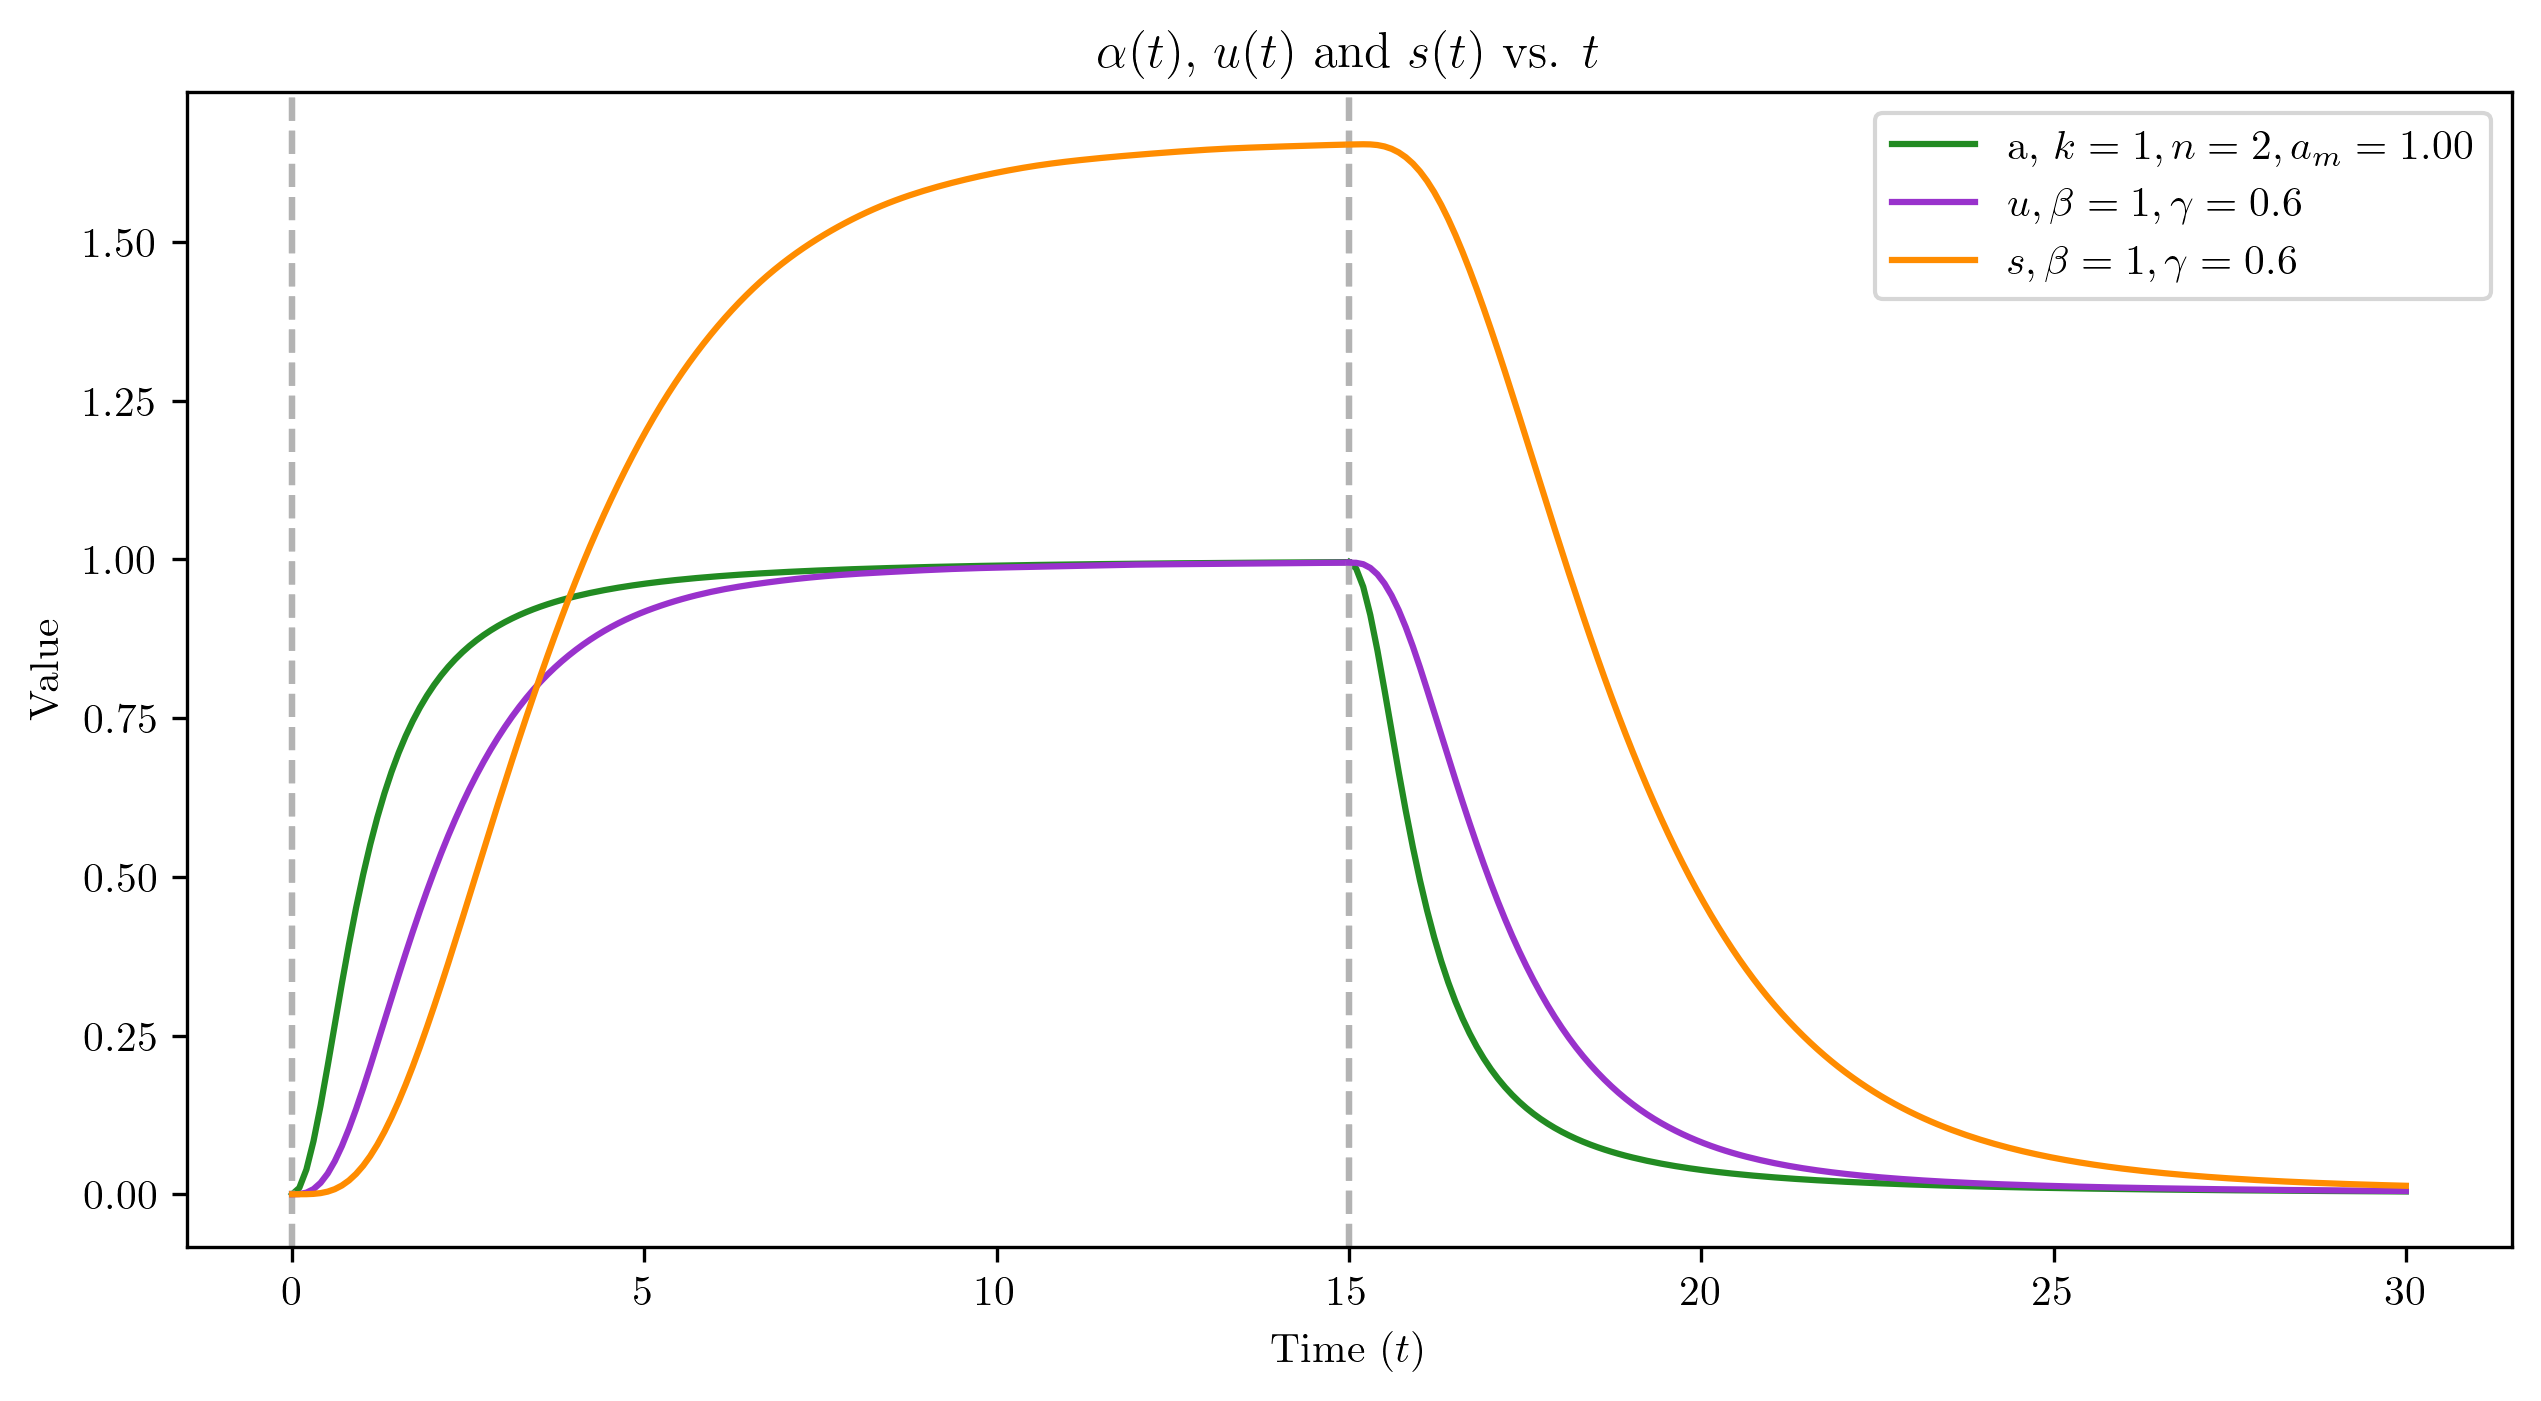 α(t), u(t) and s(t) vs. t
a, k = 1, n = 2, a_m = 1.00
u, β = 1, γ = 0.6
s, β = 1, γ = 0.6
Value
1.50
1.25
1.00
0.75
0.50
0.25
0.00
0 5 10 15 20 25 30
Time (t)